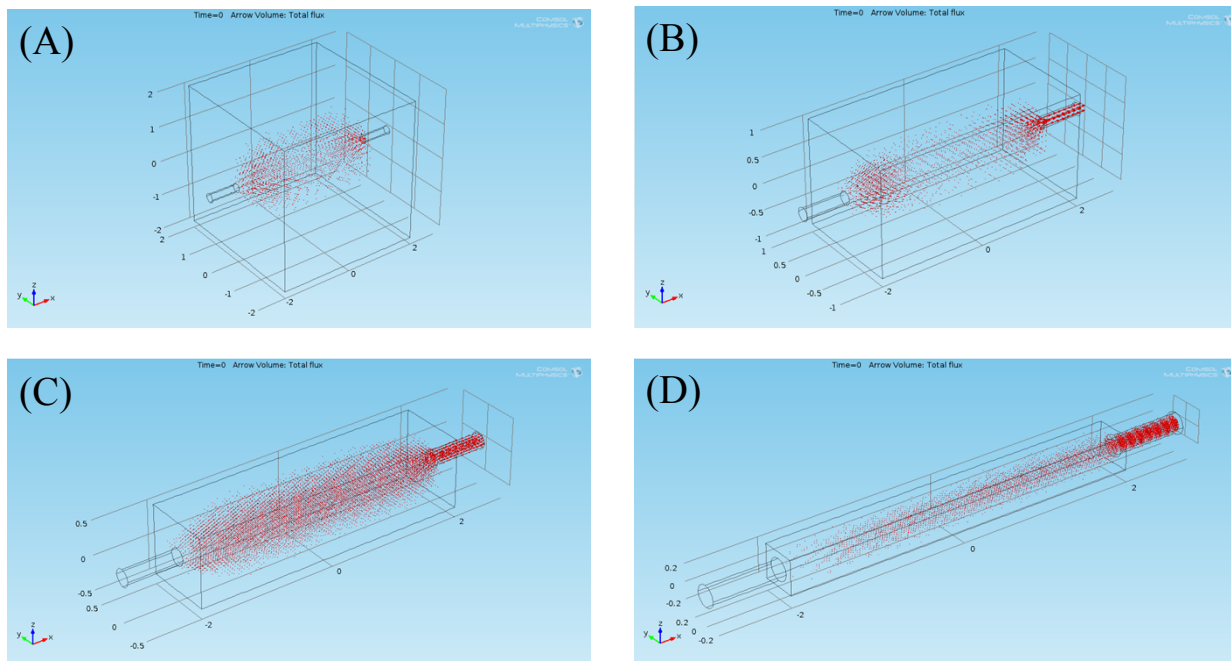 (A)
Time=0 Arrow Volume: Total flux
COMSOL
MULTIPHYSICS
2
1
0
-1
-2
2
1
0
-1
-2
-2
0
2
y z x
(B)
Time=0 Arrow Volume: Total flux
COMSOL
MULTIPHYSICS
1
0.5
0
-0.5
-1
1
0.5
0
-0.5
-1
-2
0
2
y z x
(C)
Time=0 Arrow Volume: Total flux
COMSOL
MULTIPHYSICS
0.5
0
-0.5
0.5
0
-0.5
-2
0
2
y z x
(D)
Time=0 Arrow Volume: Total flux
COMSOL
MULTIPHYSICS
0.2
0
-0.2
0.2
0
-0.2
-2
0
2
y z x